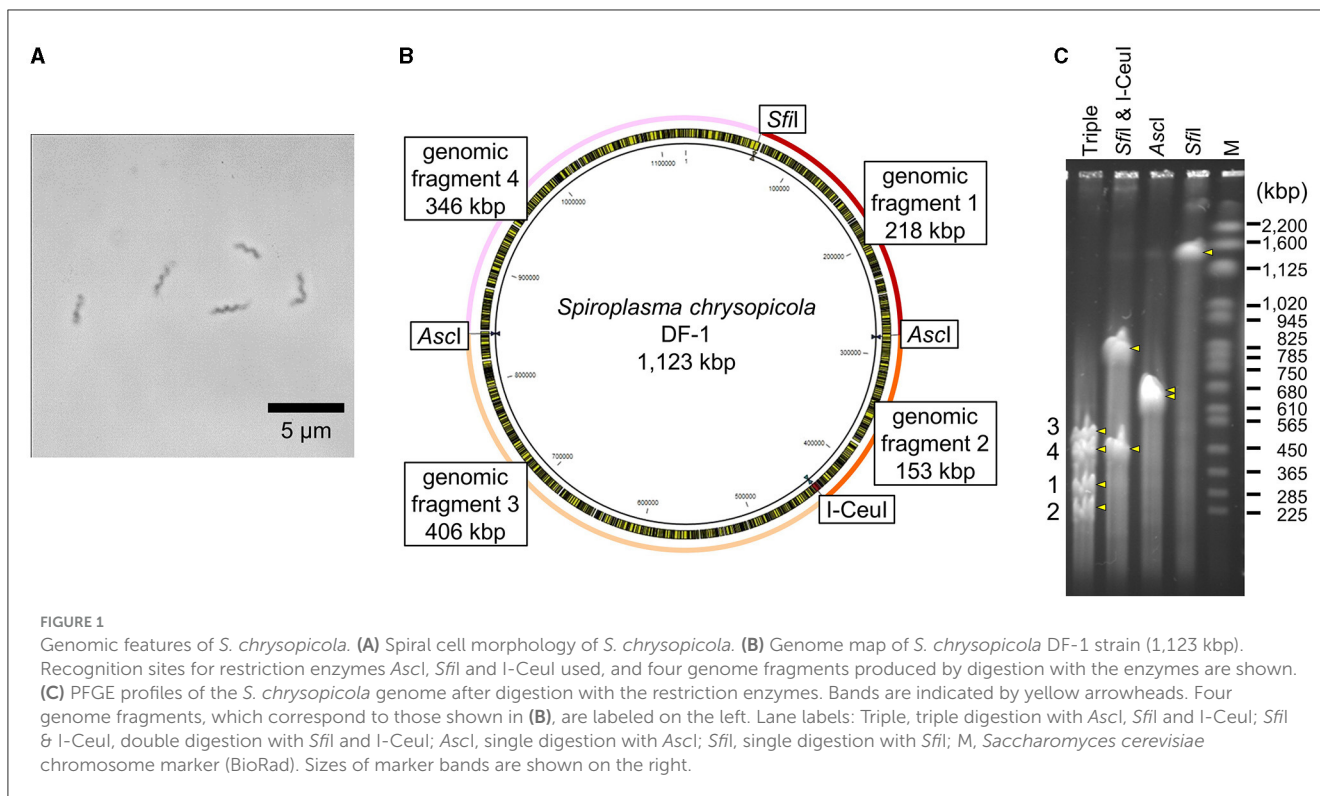 A
5 μm
B
SfiI
genomic
fragment 4
346 kbp
genomic
fragment 1
218 kbp
1100000
1
100000
1000000
200000
900000
Spiroplasma chrysopicola
DF-1
1,123 kbp
AscI
AscI
300000
800000
genomic
fragment 2
153 kbp
400000
700000
genomic
fragment 3
406 kbp
600000
500000
I-CeuI
C
Triple
SfiI & I-CeuI
AscI
SfiI
M
(kbp)
2,200
1,600
1,125
1,020
945
825
785
750
680
610
565
450
365
285
225
3
4
1
2
FIGURE 1
Genomic features of S. chrysopicola. (A) Spiral cell morphology of S. chrysopicola. (B) Genome map of S. chrysopicola DF-1 strain (1,123 kbp).
Recognition sites for restriction enzymes AscI, SfiI and I-CeuI used, and four genome fragments produced by digestion with the enzymes are shown.
(C) PFGE profiles of the S. chrysopicola genome after digestion with the restriction enzymes. Bands are indicated by yellow arrowheads. Four
genome fragments, which correspond to those shown in (B), are labeled on the left. Lane labels: Triple, triple digestion with AscI, SfiI and I-CeuI; SfiI
& I-CeuI, double digestion with SfiI and I-CeuI; AscI, single digestion with AscI; SfiI, single digestion with SfiI; M, Saccharomyces cerevisiae
chromosome marker (BioRad). Sizes of marker bands are shown on the right.